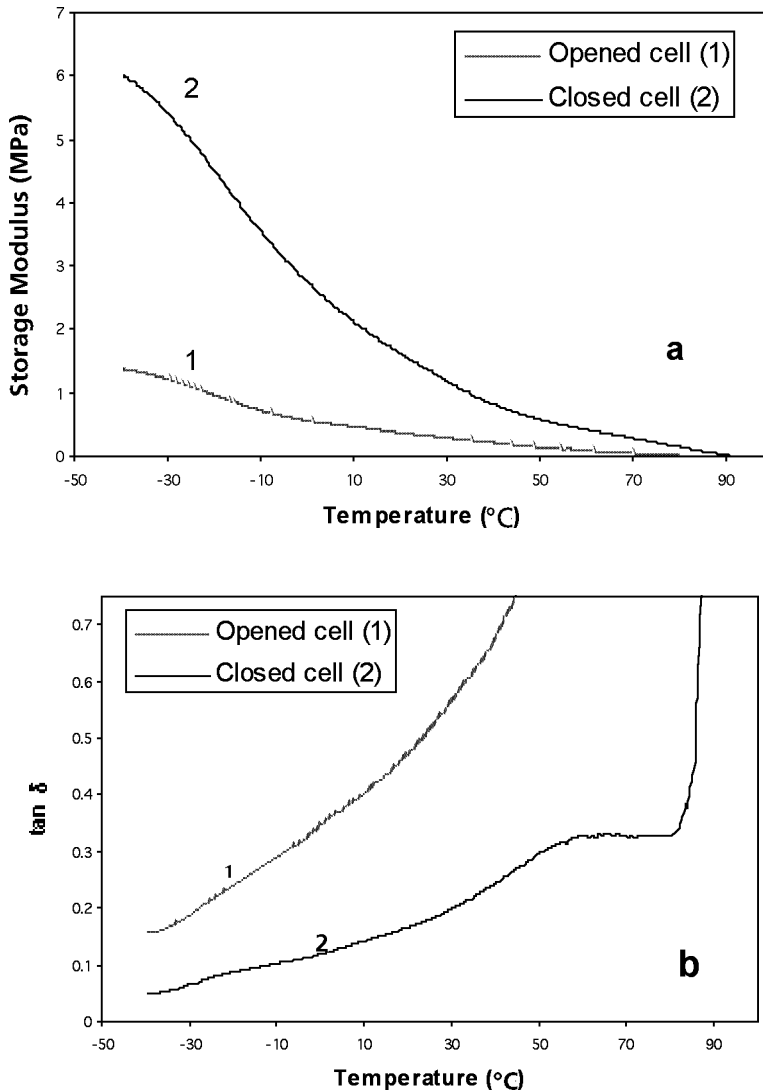 7
6
5
4
3
2
1
0
Storage Modulus (MPa)
Opened cell (1)
Closed cell (2)
2
1
a
-50 -30 -10 10 30 50 70 90
Temperature (°C)
0.7
0.6
0.5
0.4
0.3
0.2
0.1
0
tan δ
Opened cell (1)
Closed cell (2)
1
2
b
-50 -30 -10 10 30 50 70 90
Temperature (°C)